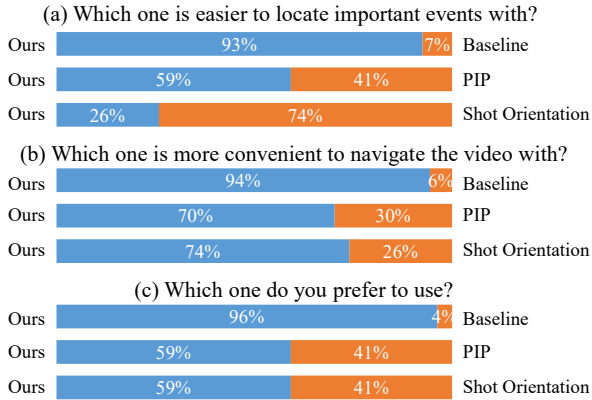 (a) Which one is easier to locate important events with?
Ours 93% 7% Baseline
Ours 59% 41% PIP
Ours 26% 74% Shot Orientation
(b) Which one is more convenient to navigate the video with?
Ours 94% 6% Baseline
Ours 70% 30% PIP
Ours 74% 26% Shot Orientation
(c) Which one do you prefer to use?
Ours 96% 4% Baseline
Ours 59% 41% PIP
Ours 59% 41% Shot Orientation